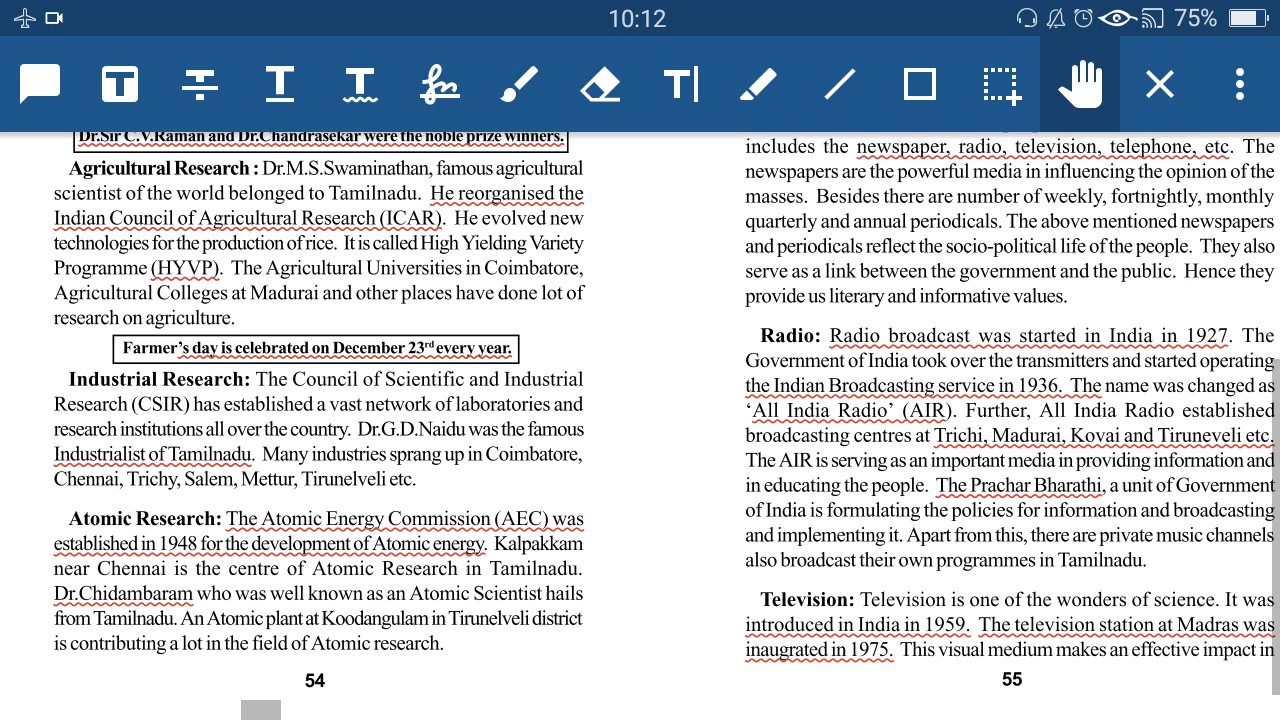 10:12
75%
Dr.Sir C.V.Raman and Dr.Chandrasekar were the noble prize winners.
Agricultural Research : Dr.M.S.Swaminathan, famous agricultural
scientist of the world belonged to Tamilnadu. He reorganised the
Indian Council of Agricultural Research (ICAR). He evolved new
technologies for the production of rice. It is called High Yielding Variety
Programme (HYVP). The Agricultural Universities in Coimbatore,
Agricultural Colleges at Madurai and other places have done lot of
research on agriculture.
Farmer's day is celebrated on December 23rd every year.
Industrial Research: The Council of Scientific and Industrial
Research (CSIR) has established a vast network of laboratories and
research institutions all over the country. Dr.G.D.Naidu was the famous
Industrialist of Tamilnadu. Many industries sprang up in Coimbatore,
Chennai, Trichy, Salem, Mettur, Tirunelveli etc.
Atomic Research: The Atomic Energy Commission (AEC) was
established in 1948 for the development of Atomic energy. Kalpakkam
near Chennai is the centre of Atomic Research in Tamilnadu.
Dr.Chidambaram who was well known as an Atomic Scientist hails
from Tamilnadu. An Atomic plant at Koodangulam in Tirunelveli district
is contributing a lot in the field of Atomic research.
54
includes the newspaper, radio, television, telephone, etc. The
newspapers are the powerful media in influencing the opinion of the
masses. Besides there are number of weekly, fortnightly, monthly
quarterly and annual periodicals. The above mentioned newspapers
and periodicals reflect the socio-political life of the people. They also
serve as a link between the government and the public. Hence they
provide us literary and informative values.
Radio: Radio broadcast was started in India in 1927. The
Government of India took over the transmitters and started operating
the Indian Broadcasting service in 1936. The name was changed as
‘All India Radio’ (AIR). Further, All India Radio established
broadcasting centres at Trichi, Madurai, Kovai and Tiruneveli etc.
The AIR is serving as an important media in providing information and
in educating the people. The Prachar Bharathi, a unit of Government
of India is formulating the policies for information and broadcasting
and implementing it. Apart from this, there are private music channels
also broadcast their own programmes in Tamilnadu.
Television: Television is one of the wonders of science. It was
introduced in India in 1959. The television station at Madras was
inaugrated in 1975. This visual medium makes an effective impact in
55